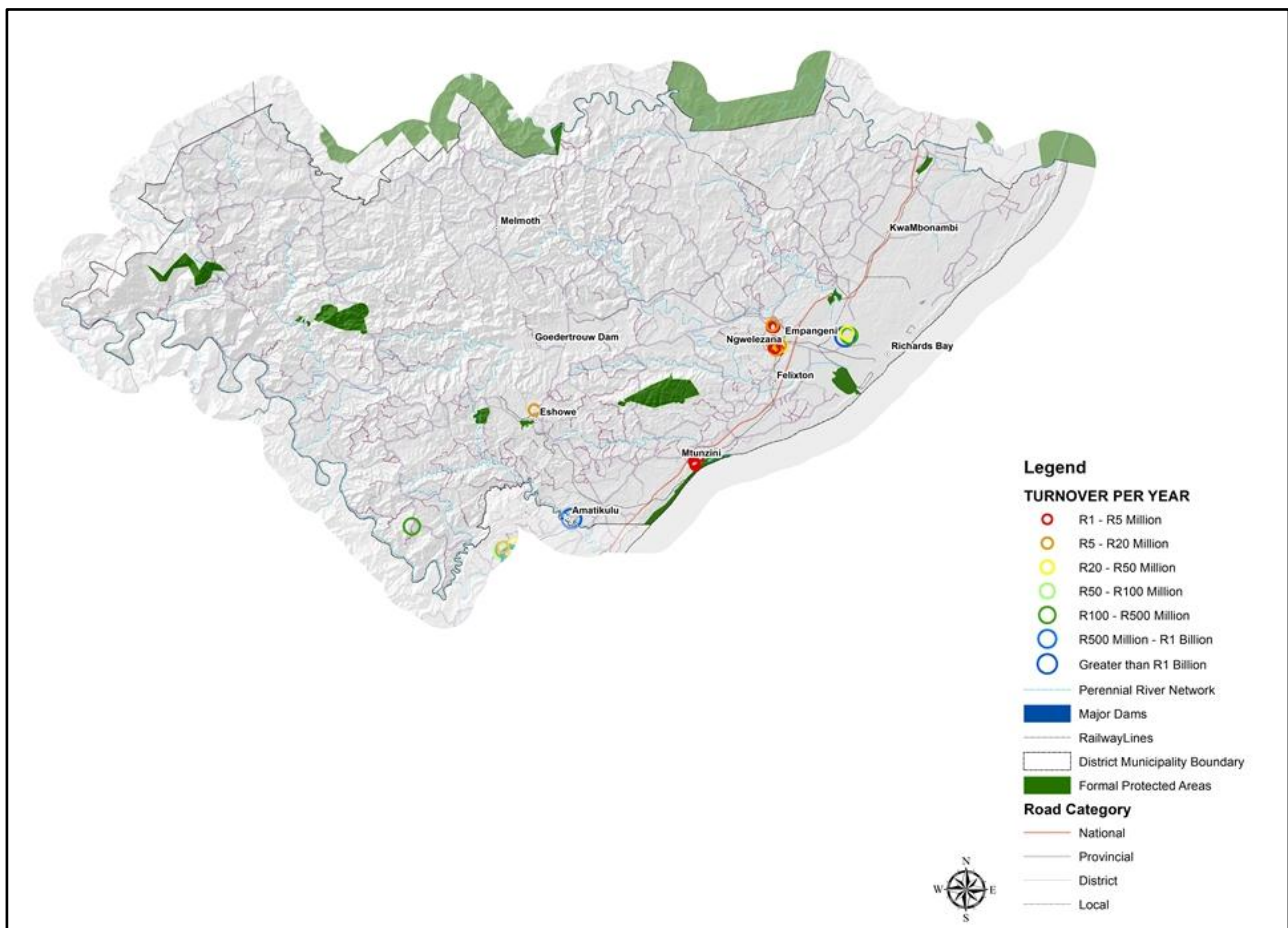 Melmoth
KwaMbonambi
Goedertrouw Dam
Ngwelezana
Empangeni
Richards Bay
Felixton
Eshowe
Mtunzini
Amatikulu
Legend
TURNOVER PER YEAR
R1 - R5 Million
R5 - R20 Million
R20 - R50 Million
R50 - R100 Million
R100 - R500 Million
R500 Million - R1 Billion
Greater than R1 Billion
Perennial River Network
Major Dams
RailwayLines
District Municipality Boundary
Formal Protected Areas
Road Category
National
Provincial
District
Local
N
W E
S